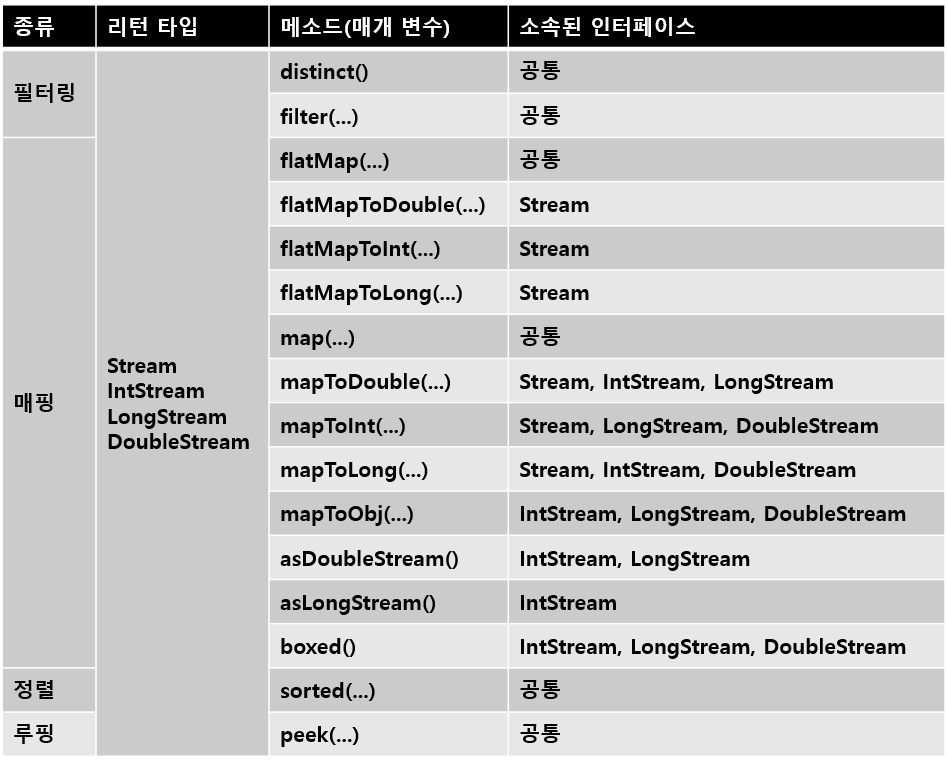 종류 리턴 타입 메소드(매개 변수) 소속된 인터페이스
필터링
Stream
IntStream
LongStream
DoubleStream
distinct() 공통
filter(...) 공통
매핑
flatMap(...) 공통
flatMapToDouble(...) Stream
flatMapToInt(...) Stream
flatMapToLong(...) Stream
map(...) 공통
mapToDouble(...) Stream, IntStream, LongStream
mapToInt(...) Stream, LongStream, DoubleStream
mapToLong(...) Stream, IntStream, DoubleStream
mapToObj(...) IntStream, LongStream, DoubleStream
asDoubleStream() IntStream, LongStream
asLongStream() IntStream
boxed() IntStream, LongStream, DoubleStream
정렬 sorted(...) 공통
루핑 peek(...) 공통